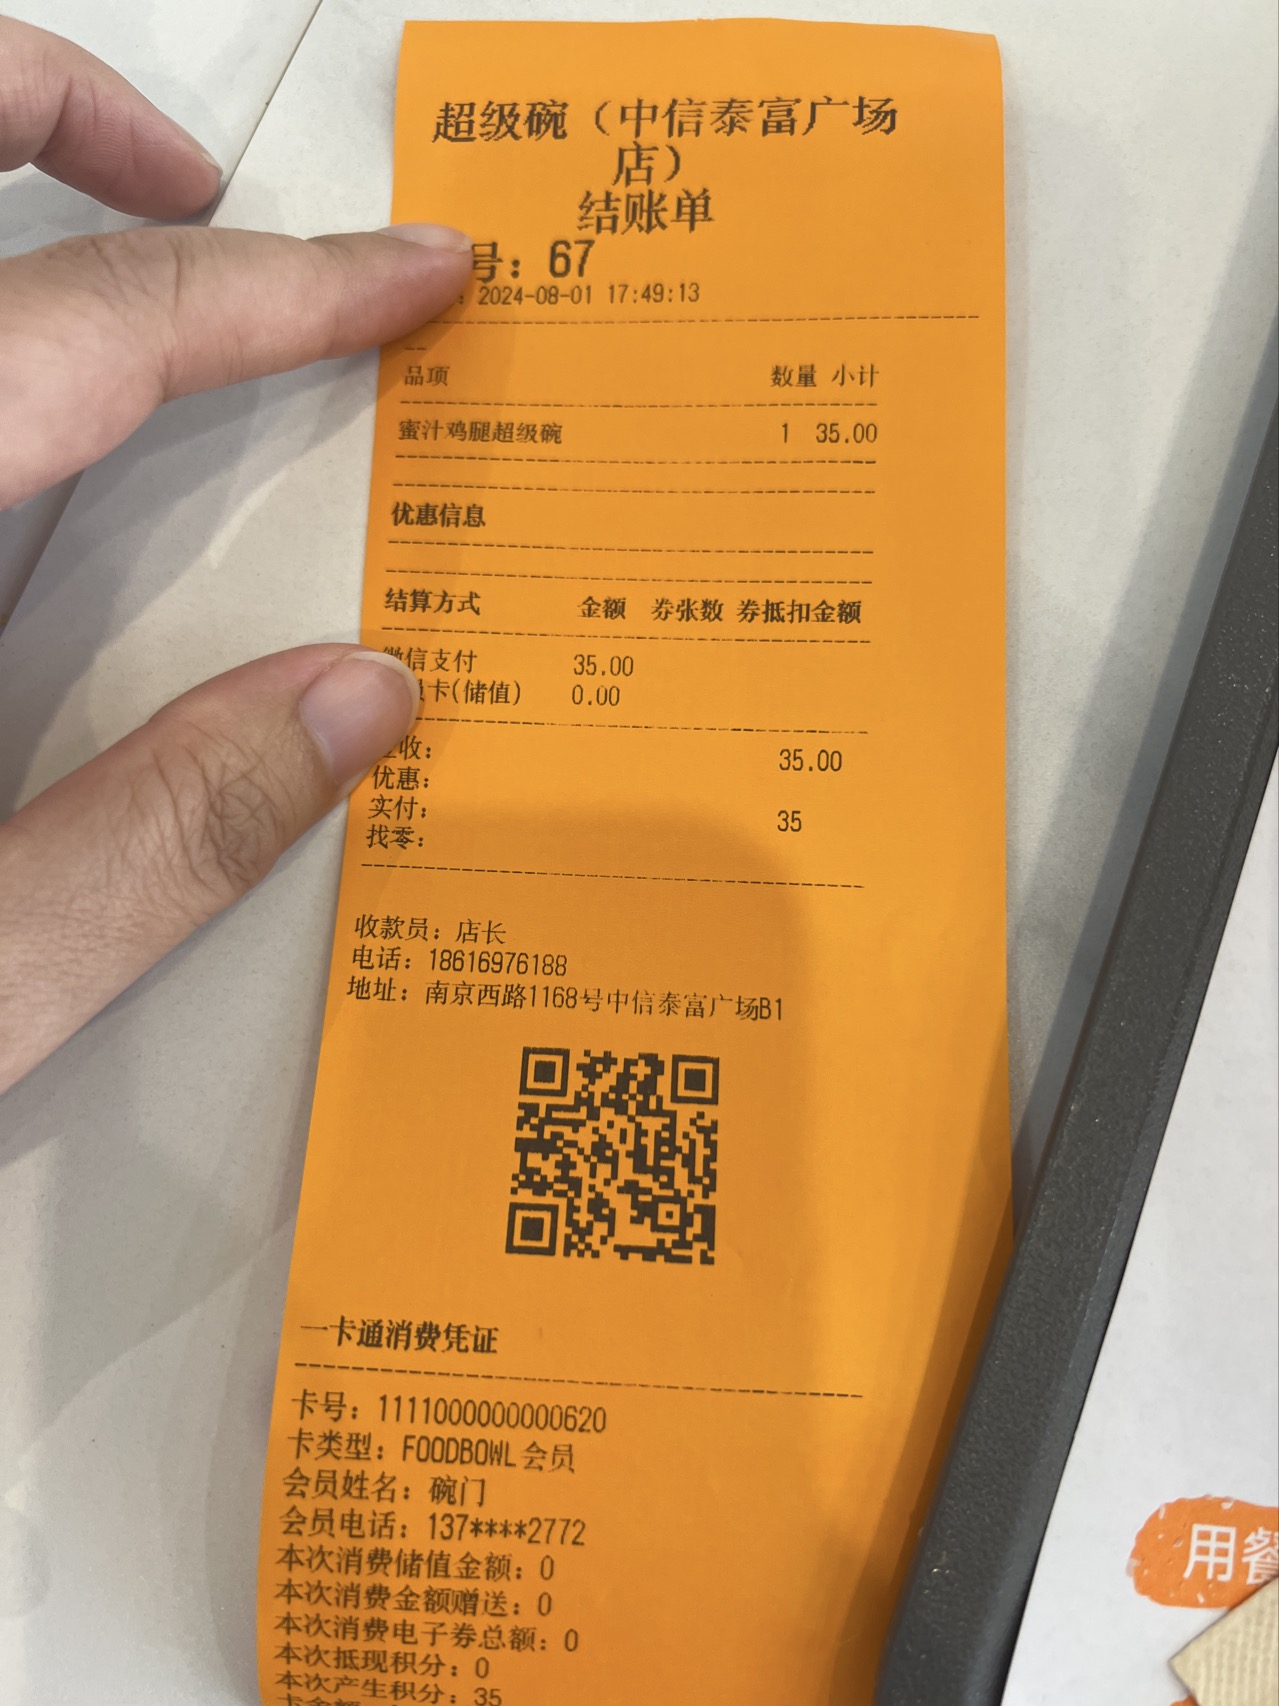 超级碗（中信泰富广场
店）
结账单
号：67
：2024-08-01 17:49:13
--
品项 数量 小计
蜜汁鸡腿超级碗 1 35.00
优惠信息
结算方式 金额 券张数 券抵扣金额
微信支付 35.00
员卡(储值) 0.00
收： 35.00
优惠：
实付： 35
找零：
收款员：店长
电话：18616976188
地址：南京西路1168号中信泰富广场B1
一卡通消费凭证
卡号：1111000000000620
卡类型：FOODBOWL会员
会员姓名：碗门
会员电话：137****2772
本次消费储值金额：0
本次消费金额赠送：0
本次消费电子券总额：0
本次抵现积分：0
本次产生积分：35
用餐